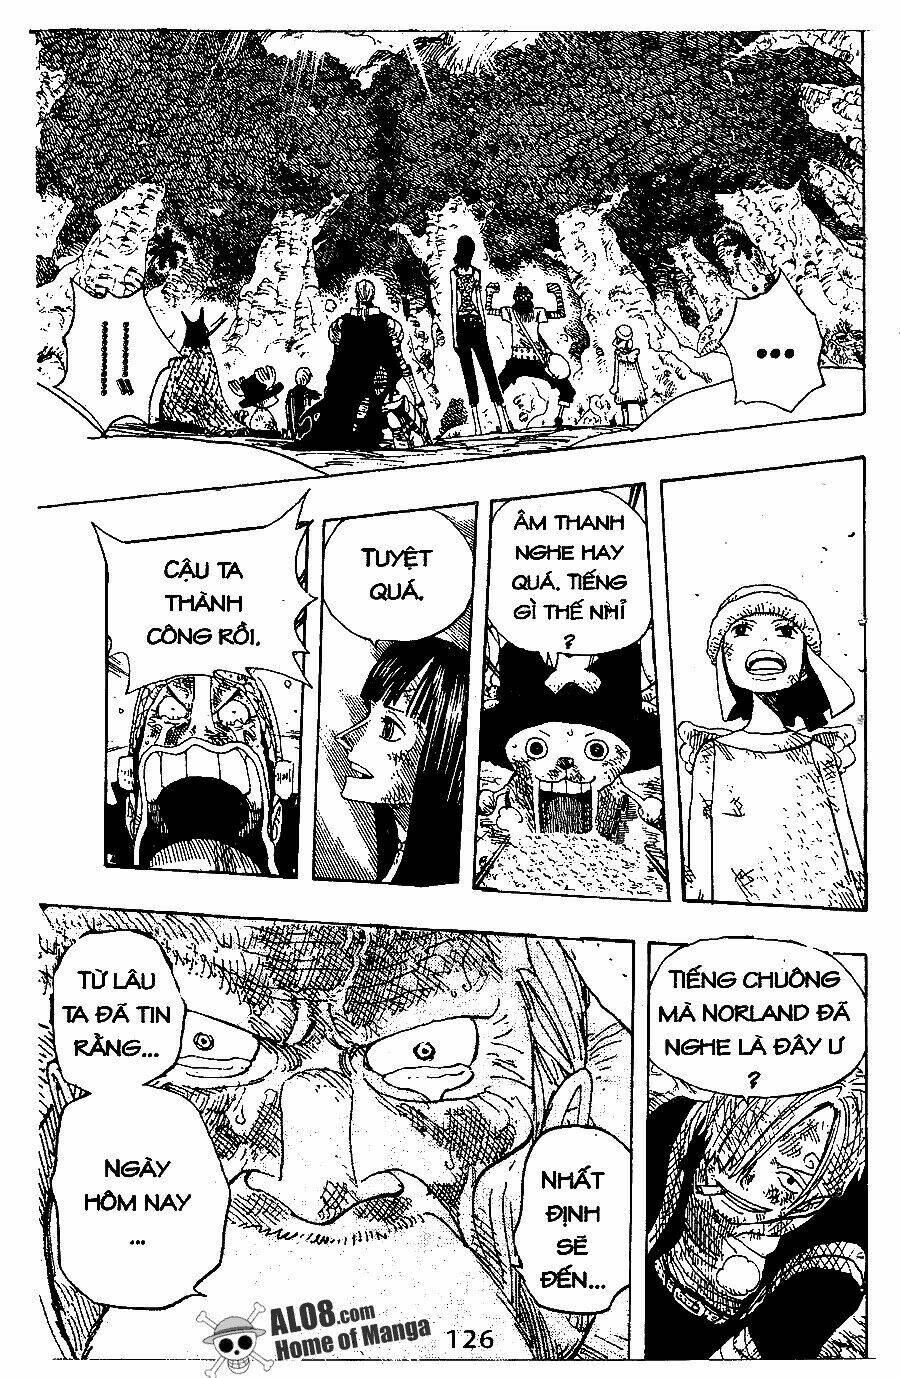 ...
!!
ÂM THANH
NGHE HAY
QUÁ. TIẾNG
GÌ THẾ NHỈ
?
TUYỆT
QUÁ.
CẬU TA
THÀNH
CÔNG RỒI.
TIẾNG CHUÔNG
MÀ NORLAND ĐÃ
NGHE LÀ ĐÂY Ư
?
TỪ LÂU
TA ĐÃ TIN
RẰNG...
NGÀY
HÔM NAY
...
NHẤT
ĐỊNH
SẼ
ĐẾN...
ALO8.com
Home of Manga
126